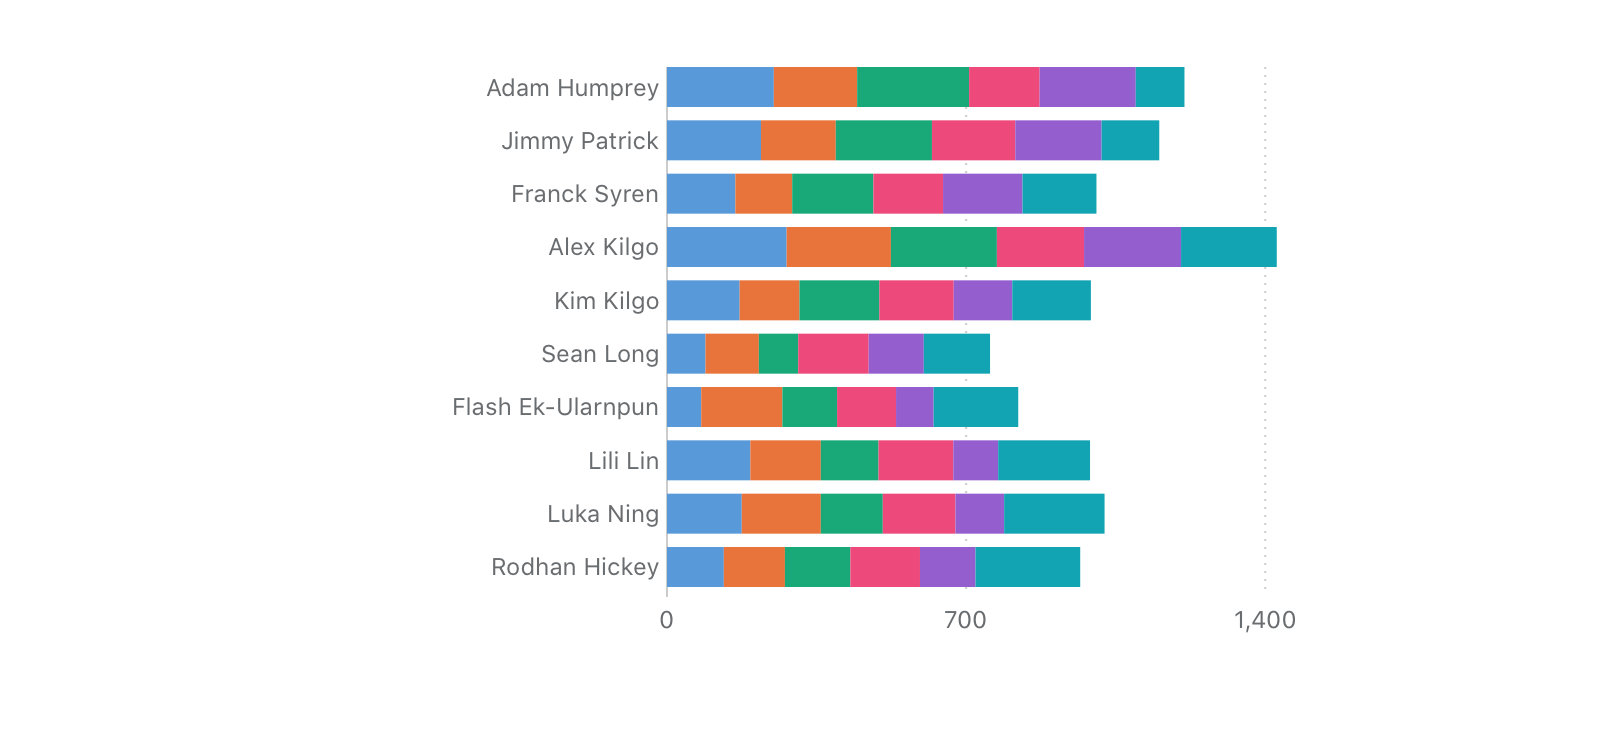 Adam Humprey
Jimmy Patrick
Franck Syren
Alex Kilgo
Kim Kilgo
Sean Long
Flash Ek-Ularnpun
Lili Lin
Luka Ning
Rodhan Hickey
0 700 1,400